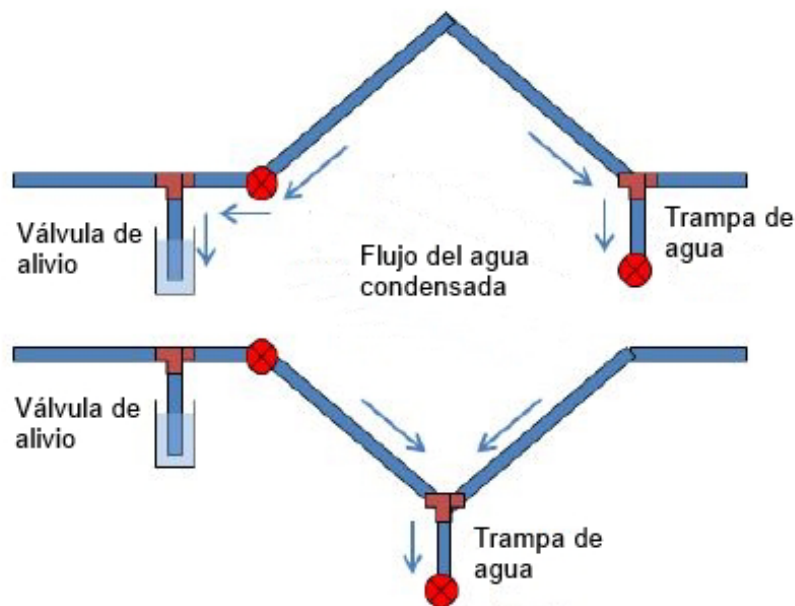 Válvula de
alivio
Flujo del agua
condensada
Trampa de
agua
Válvula de
alivio
Trampa de
agua